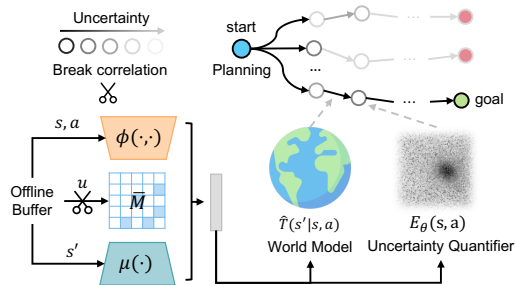 Uncertainty
Break correlation
start
Planning
...
...
...
...
goal
s, a
ϕ(·,·)
Offline
Buffer
u
M̅
s′
μ(·)
T̂(s′|s, a)
World Model
E_θ(s, a)
Uncertainty Quantifier